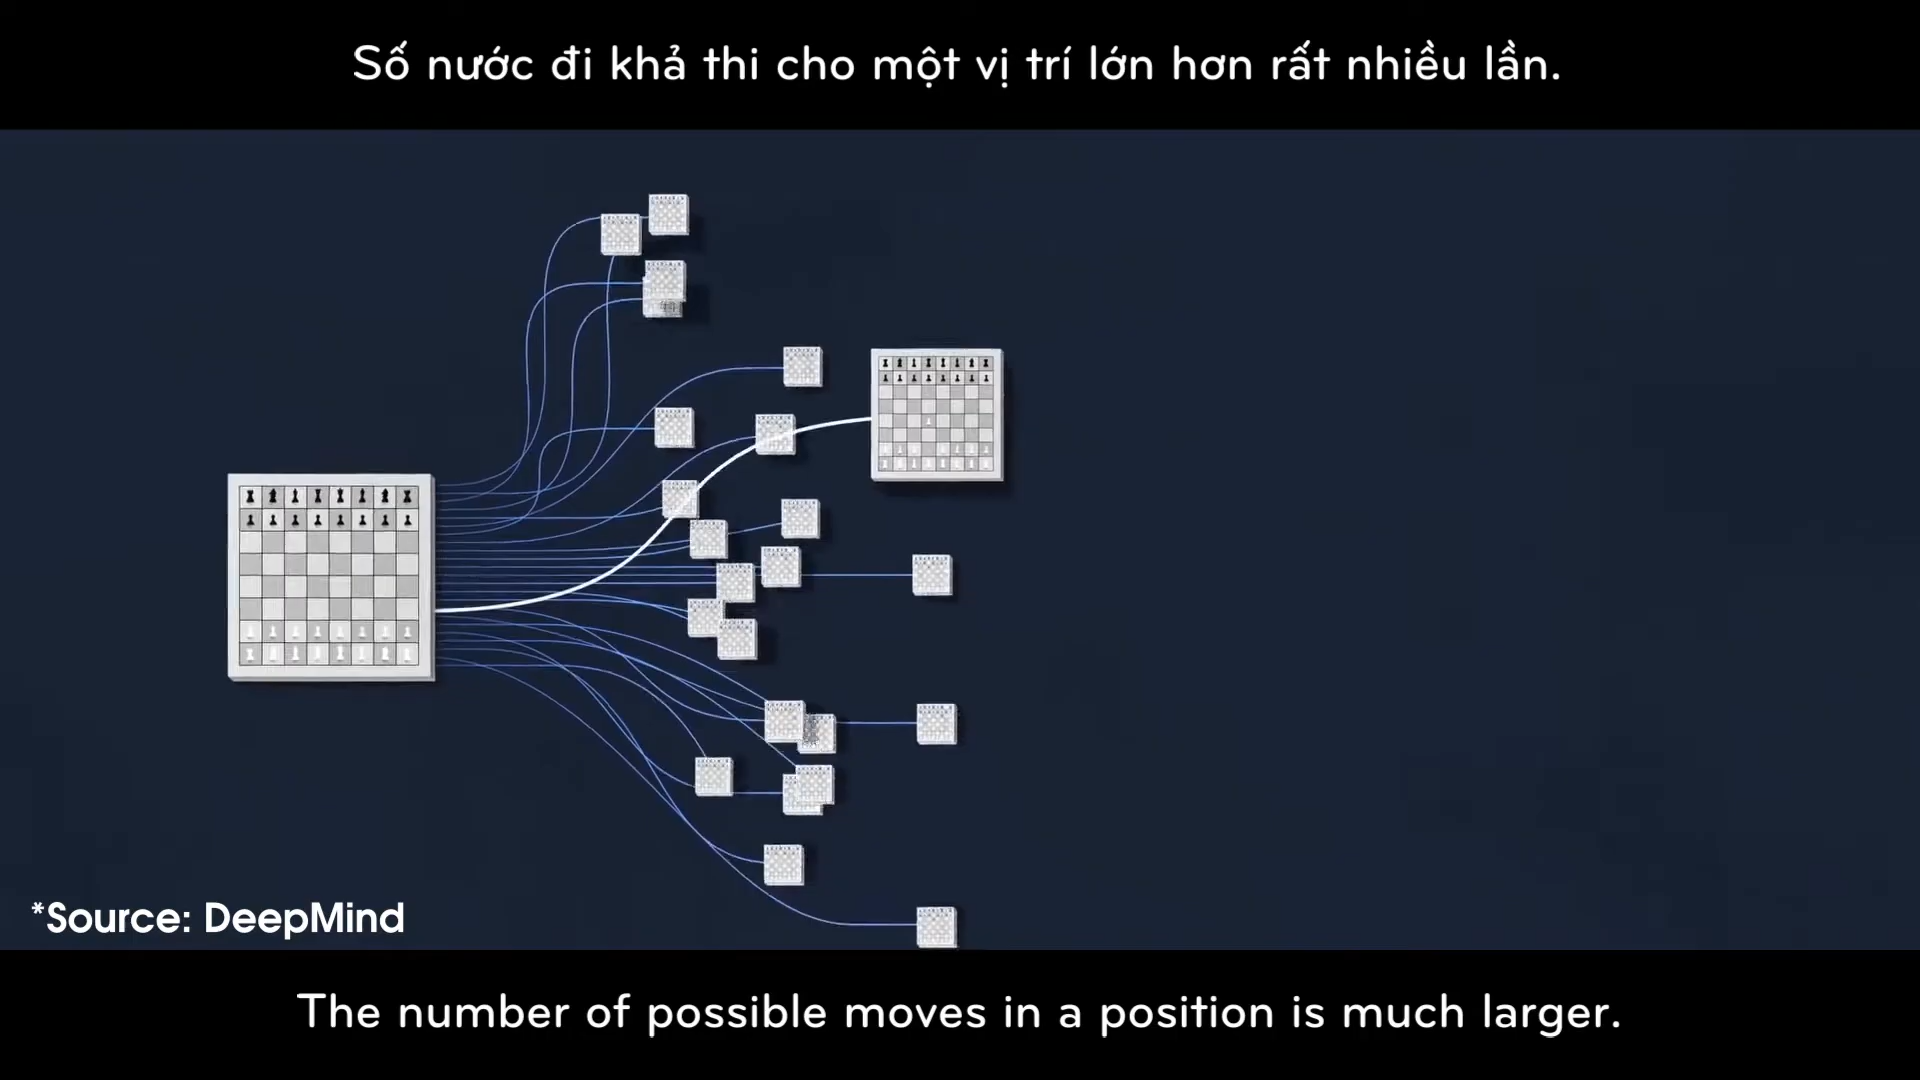 Số nước đi khả thi cho một vị trí lớn hơn rất nhiều lần.
*Source: DeepMind
The number of possible moves in a position is much larger.